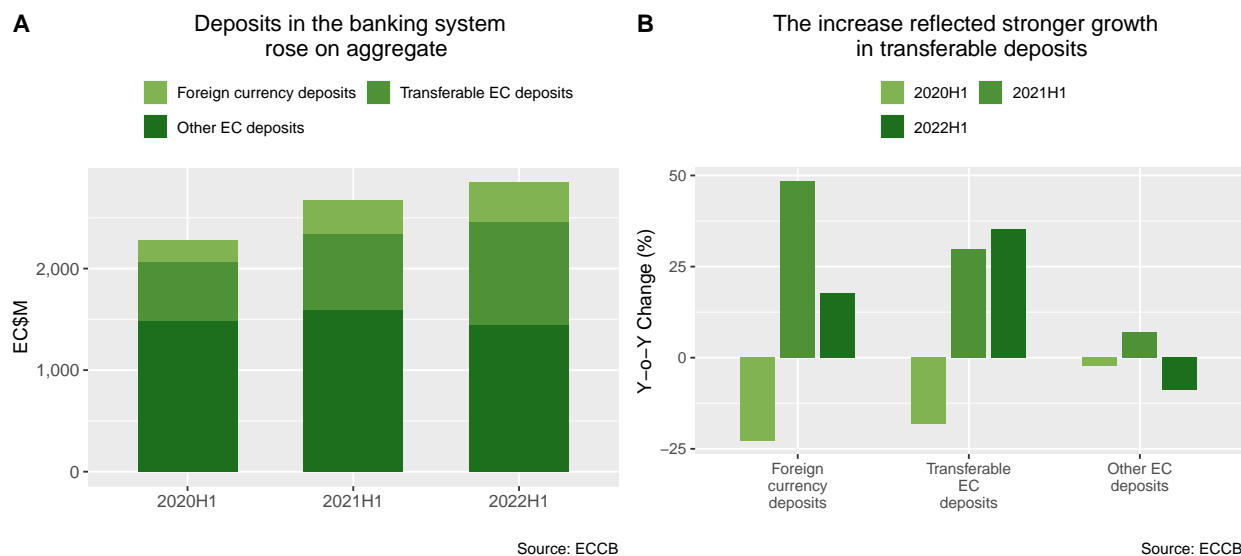 A
Deposits in the banking system
rose on aggregate
Foreign currency deposits
Transferable EC deposits
Other EC deposits
EC$M
2,000
1,000
0
2020H1
2021H1
2022H1
Source: ECCB
B
The increase reflected stronger growth
in transferable deposits
2020H1
2021H1
2022H1
Y−o−Y Change (%)
50
25
0
−25
Foreign
currency
deposits
Transferable
EC
deposits
Other EC
deposits
Source: ECCB